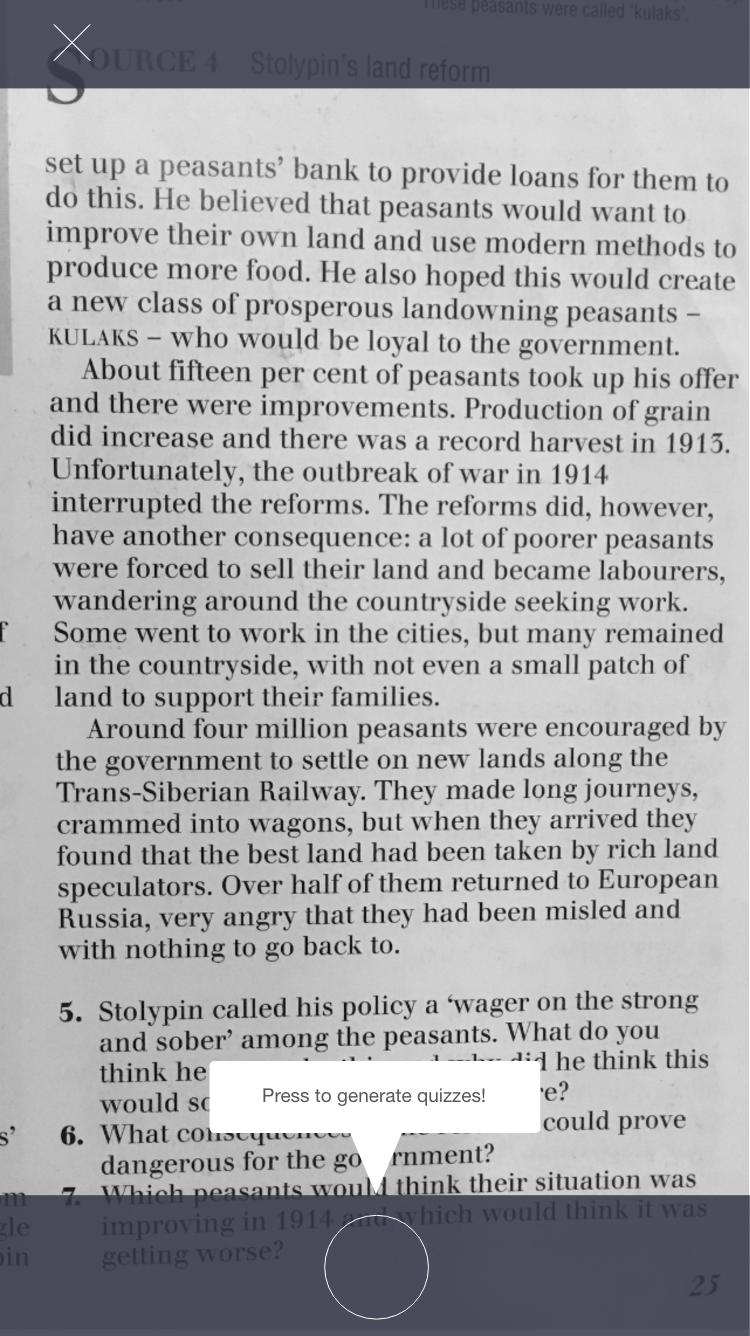 These peasants were called 'kulaks'.
SOURCE 4 Stolypin's land reform
set up a peasants' bank to provide loans for them to
do this. He believed that peasants would want to
improve their own land and use modern methods to
produce more food. He also hoped this would create
a new class of prosperous landowning peasants –
KULAKS – who would be loyal to the government.
About fifteen per cent of peasants took up his offer
and there were improvements. Production of grain
did increase and there was a record harvest in 1913.
Unfortunately, the outbreak of war in 1914
interrupted the reforms. The reforms did, however,
have another consequence: a lot of poorer peasants
were forced to sell their land and became labourers,
wandering around the countryside seeking work.
Some went to work in the cities, but many remained
in the countryside, with not even a small patch of
land to support their families.
Around four million peasants were encouraged by
the government to settle on new lands along the
Trans-Siberian Railway. They made long journeys,
crammed into wagons, but when they arrived they
found that the best land had been taken by rich land
speculators. Over half of them returned to European
Russia, very angry that they had been misled and
with nothing to go back to.
5. Stolypin called his policy a 'wager on the strong
and sober' among the peasants. What do you
think he did he think this
would
Press to generate quizzes!
6. What could prove
dangerous for the government?
7. Which peasants would think their situation was
improving in 1914 and which would think it was
getting worse?
25